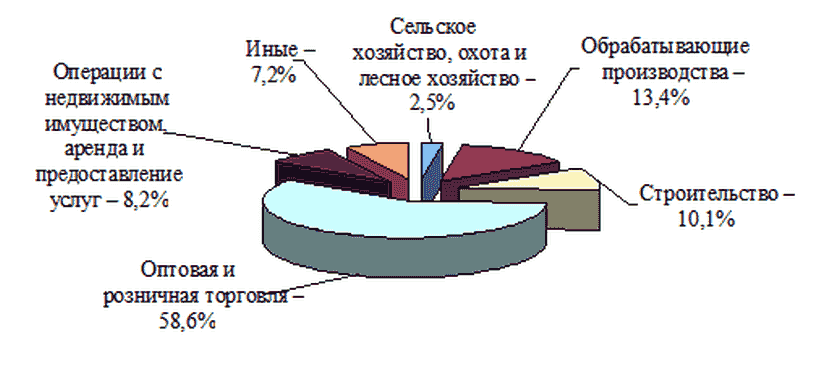 Сельское
хозяйство, охота и
лесное хозяйство –
2,5%
Обрабатывающие
производства –
13,4%
Строительство –
10,1%
Оптовая и
розничная торговля –
58,6%
Операции с
недвижимым
имуществом,
аренда и
предоставление
услуг – 8,2%
Иные –
7,2%